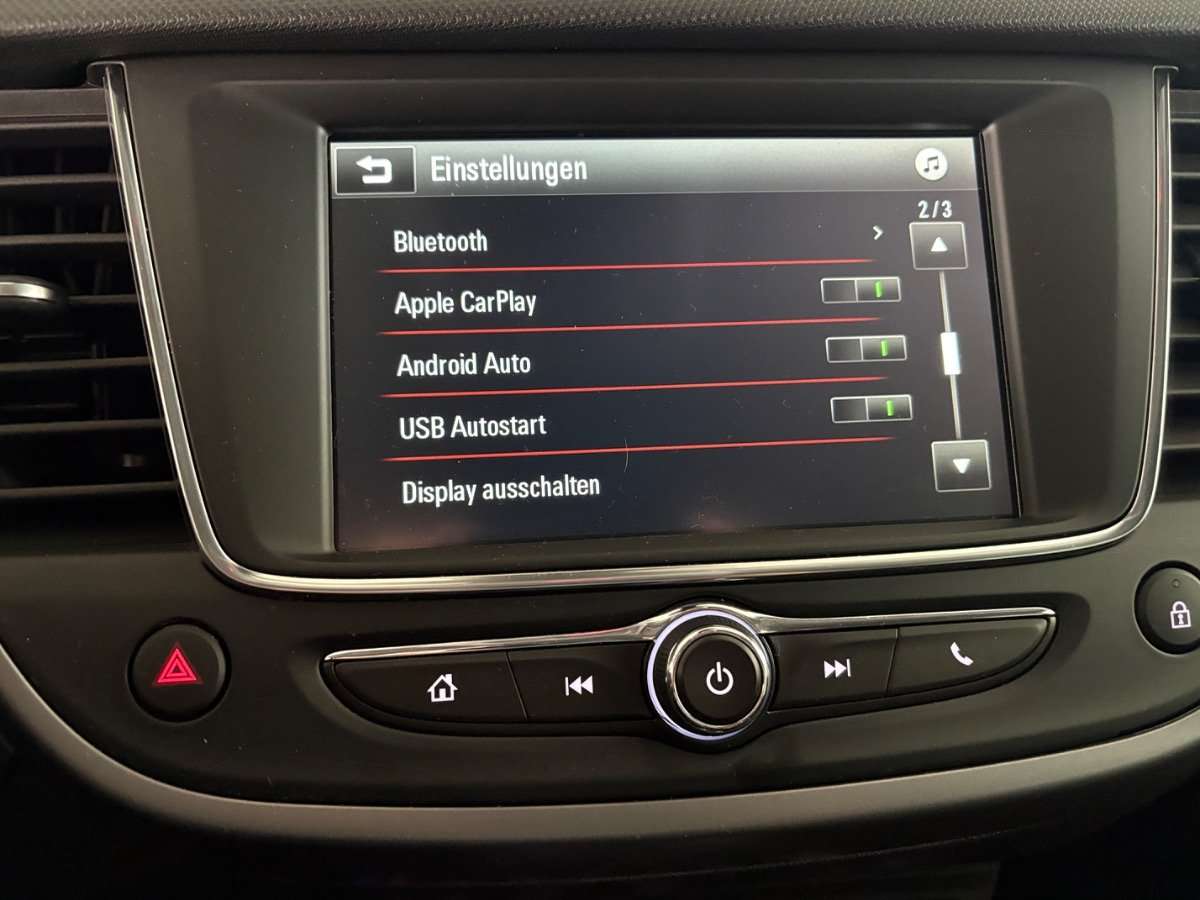 Einstellungen
2/3
Bluetooth
Apple CarPlay
Android Auto
USB Autostart
Display ausschalten